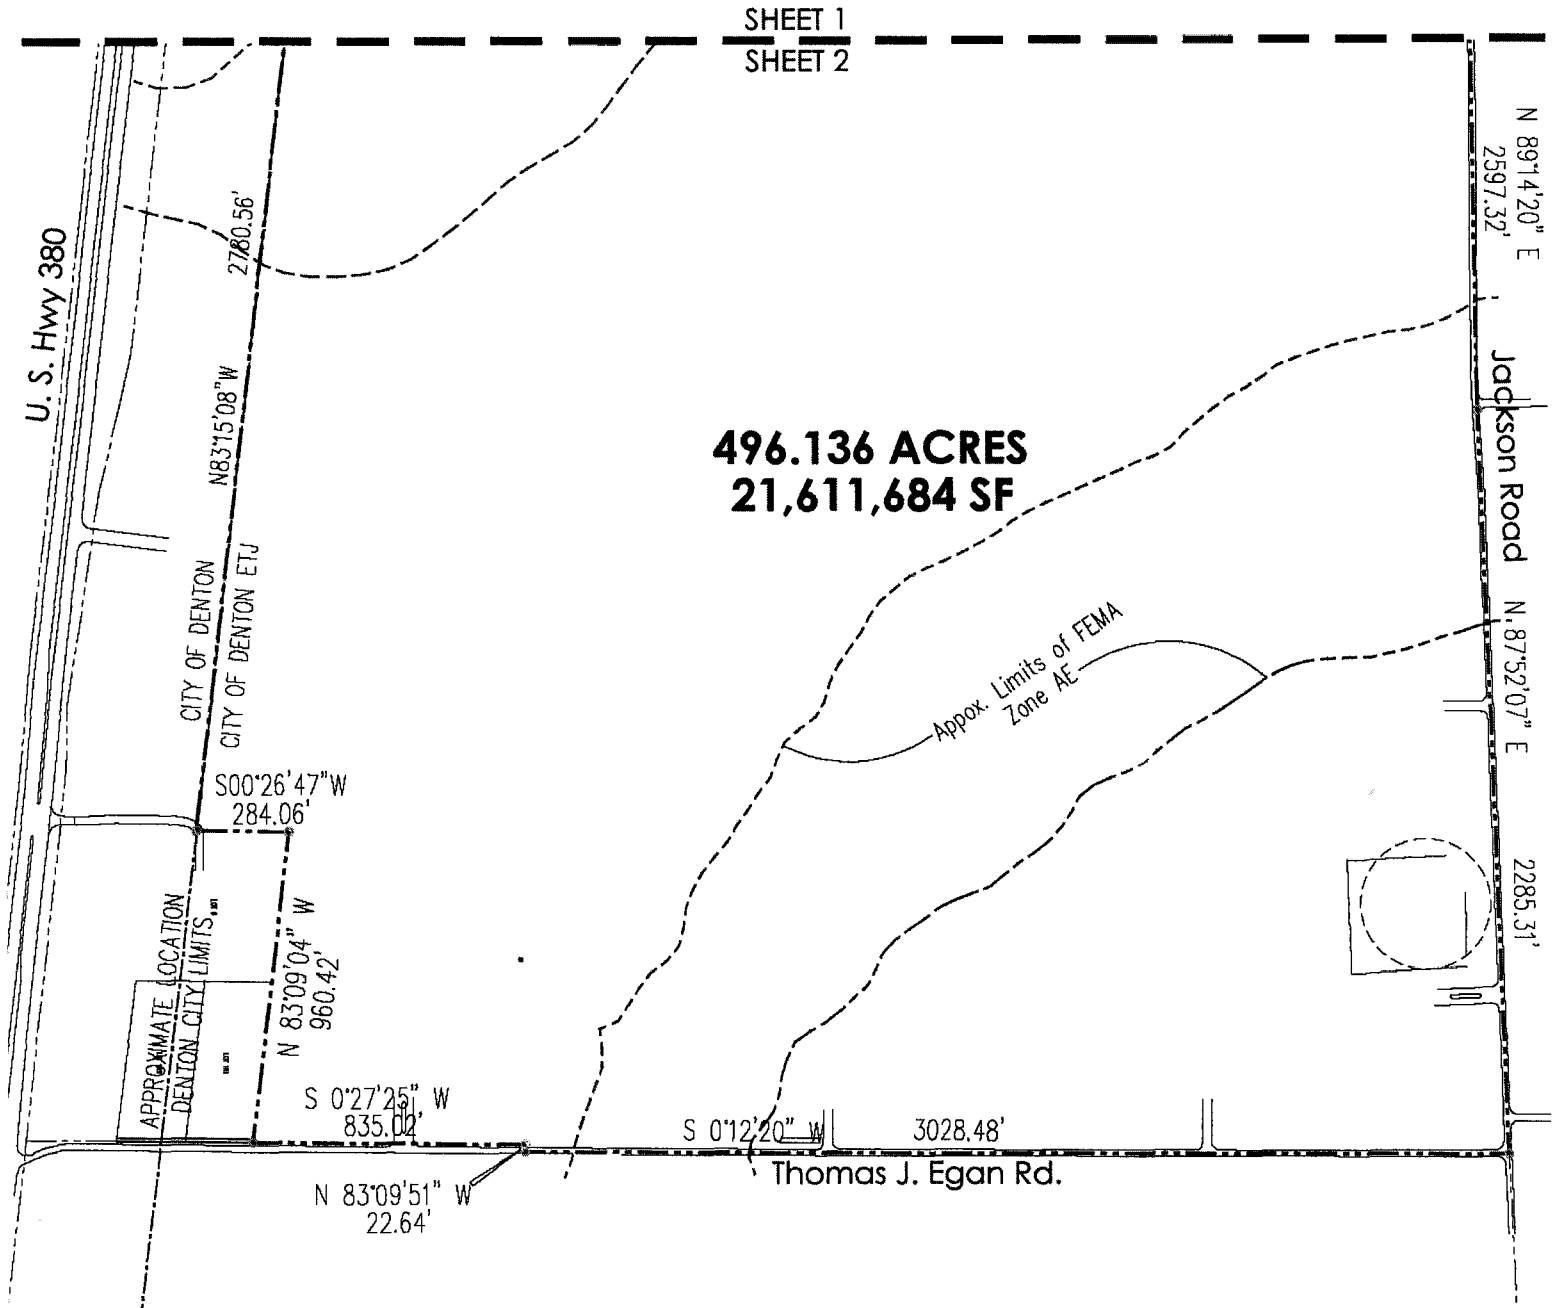 SHEET 1
SHEET 2
N 89°14'20" E
2597.32'
2780.56'
U. S. Hwy 380
N83°15'08"W
Jackson Road
496.136 ACRES
21,611,684 SF
CITY OF DENTON
CITY OF DENTON ETJ
Appox. Limits of FEMA
Zone AE
N 87°52'07" E
2285.31'
S00°26'47"W
284.06'
APPROXIMATE LOCATION
DENTON CITY LIMITS
N 83°09'04" W
960.42'
S 0°27'25" W
835.02'
S 0°12'20" W
3028.48'
Thomas J. Egan Rd.
N 83°09'51" W
22.64'